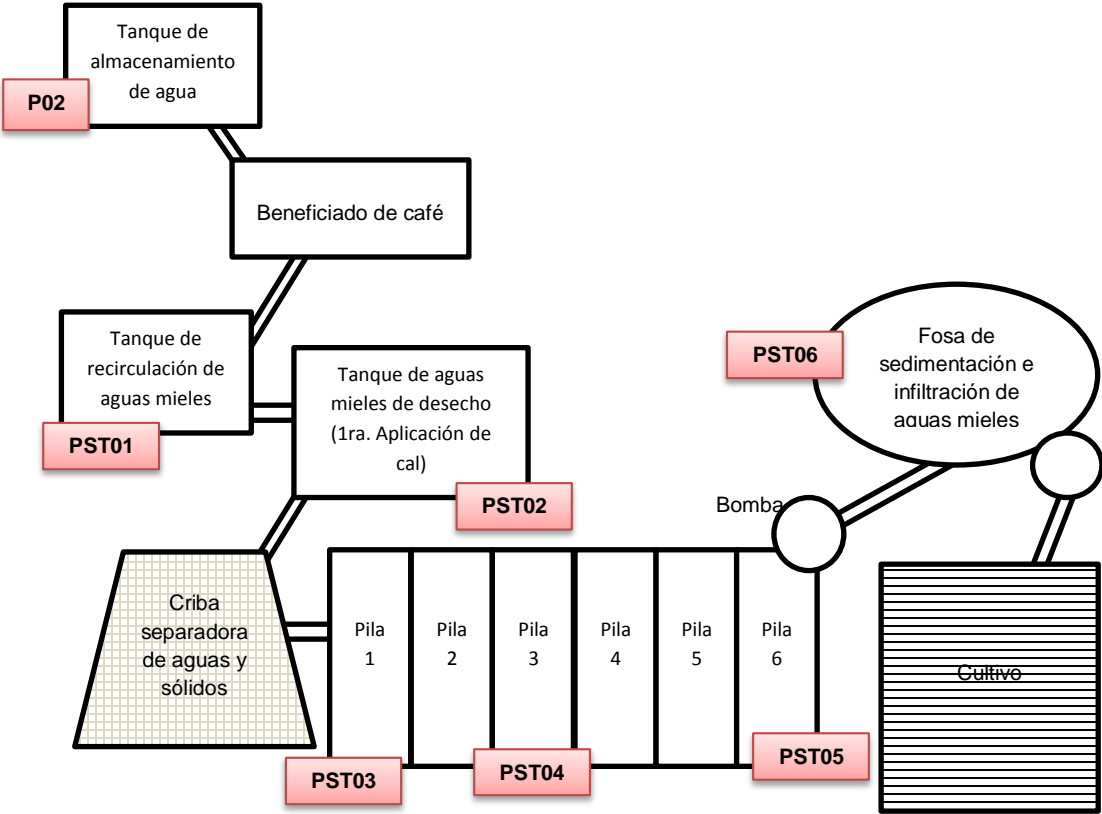 Tanque de
almacenamiento
de agua
P02
Beneficiado de café
Tanque de
recirculación de
aguas mieles
PST01
Tanque de aguas
mieles de desecho
(1ra. Aplicación de
cal)
PST02
Fosa de
sedimentación e
infiltración de
aguas mieles
PST06
Bomba
Criba
separadora
de aguas y
sólidos
Pila
1
Pila
2
Pila
3
Pila
4
Pila
5
Pila
6
PST03
PST04
PST05
Cultivo